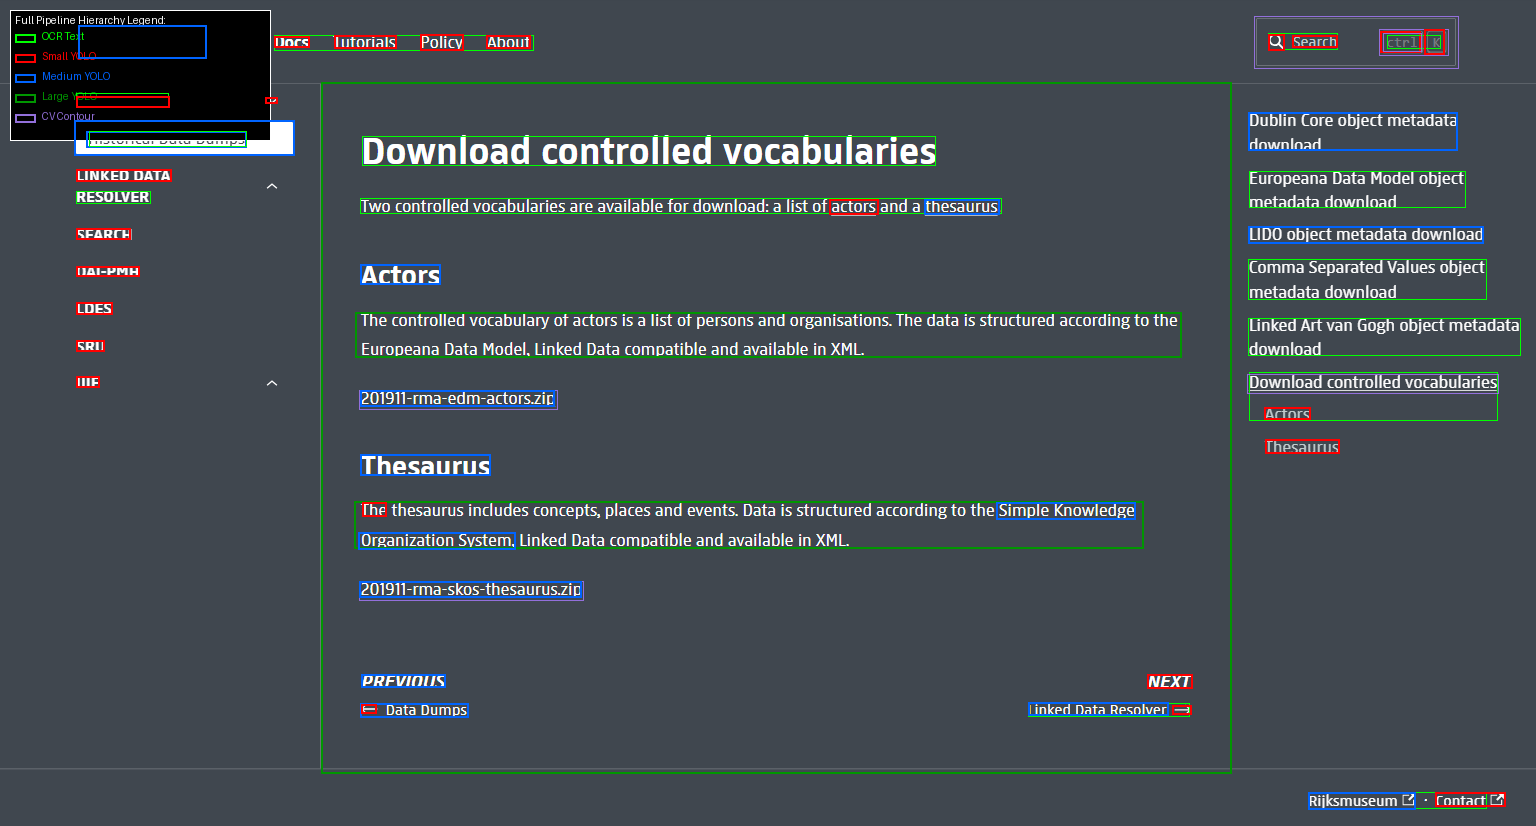 Full Pipeline Hierarchy Legend:
OCR Text
Small YOLO
Medium YOLO
Large YOLO
CV Contour
Docs Tutorials Policy About
Search ctrl K
Historical Data Dumps
LINKED DATA
RESOLVER
SEARCH
OAI-PMH
LDES
SRU
IIIF
Download controlled vocabularies
Two controlled vocabularies are available for download: a list of actors and a thesaurus
Actors
The controlled vocabulary of actors is a list of persons and organisations. The data is structured according to the
Europeana Data Model, Linked Data compatible and available in XML.
201911-rma-edm-actors.zip
Thesaurus
The thesaurus includes concepts, places and events. Data is structured according to the Simple Knowledge
Organization System, Linked Data compatible and available in XML.
201911-rma-skos-thesaurus.zip
PREVIOUS
← Data Dumps
NEXT
Linked Data Resolver →
Dublin Core object metadata
download
Europeana Data Model object
metadata download
LIDO object metadata download
Comma Separated Values object
metadata download
Linked Art van Gogh object metadata
download
Download controlled vocabularies
Actors
Thesaurus
Rijksmuseum · Contact